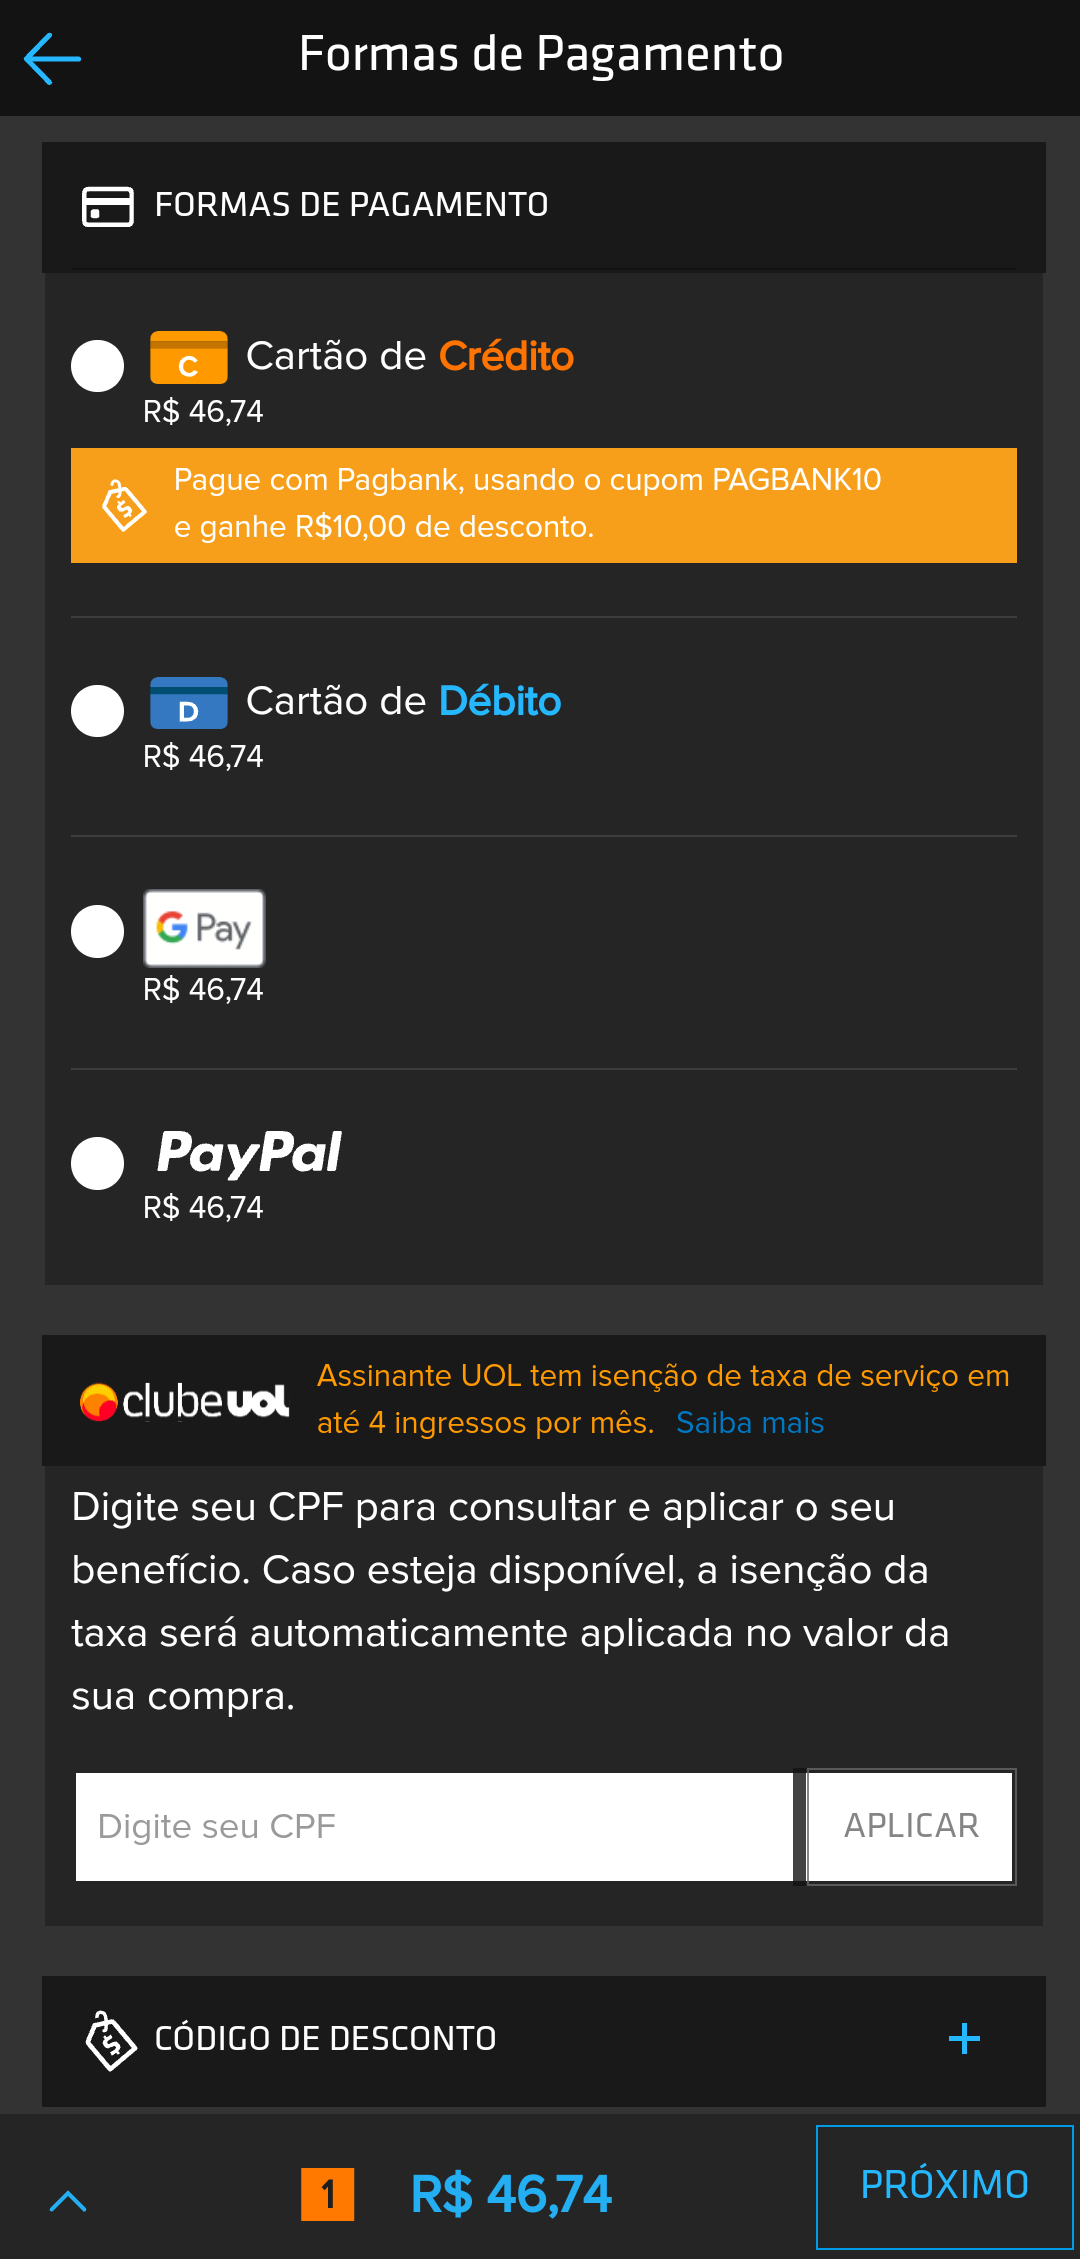 Formas de Pagamento
FORMAS DE PAGAMENTO
C Cartão de Crédito
R$ 46,74
Pague com Pagbank, usando o cupom PAGBANK10
e ganhe R$10,00 de desconto.
D Cartão de Débito
R$ 46,74
G Pay
R$ 46,74
PayPal
R$ 46,74
clubeuol
Assinante UOL tem isenção de taxa de serviço em
até 4 ingressos por mês. Saiba mais
Digite seu CPF para consultar e aplicar o seu
benefício. Caso esteja disponível, a isenção da
taxa será automaticamente aplicada no valor da
sua compra.
Digite seu CPF APLICAR
CÓDIGO DE DESCONTO +
1 R$ 46,74 PRÓXIMO